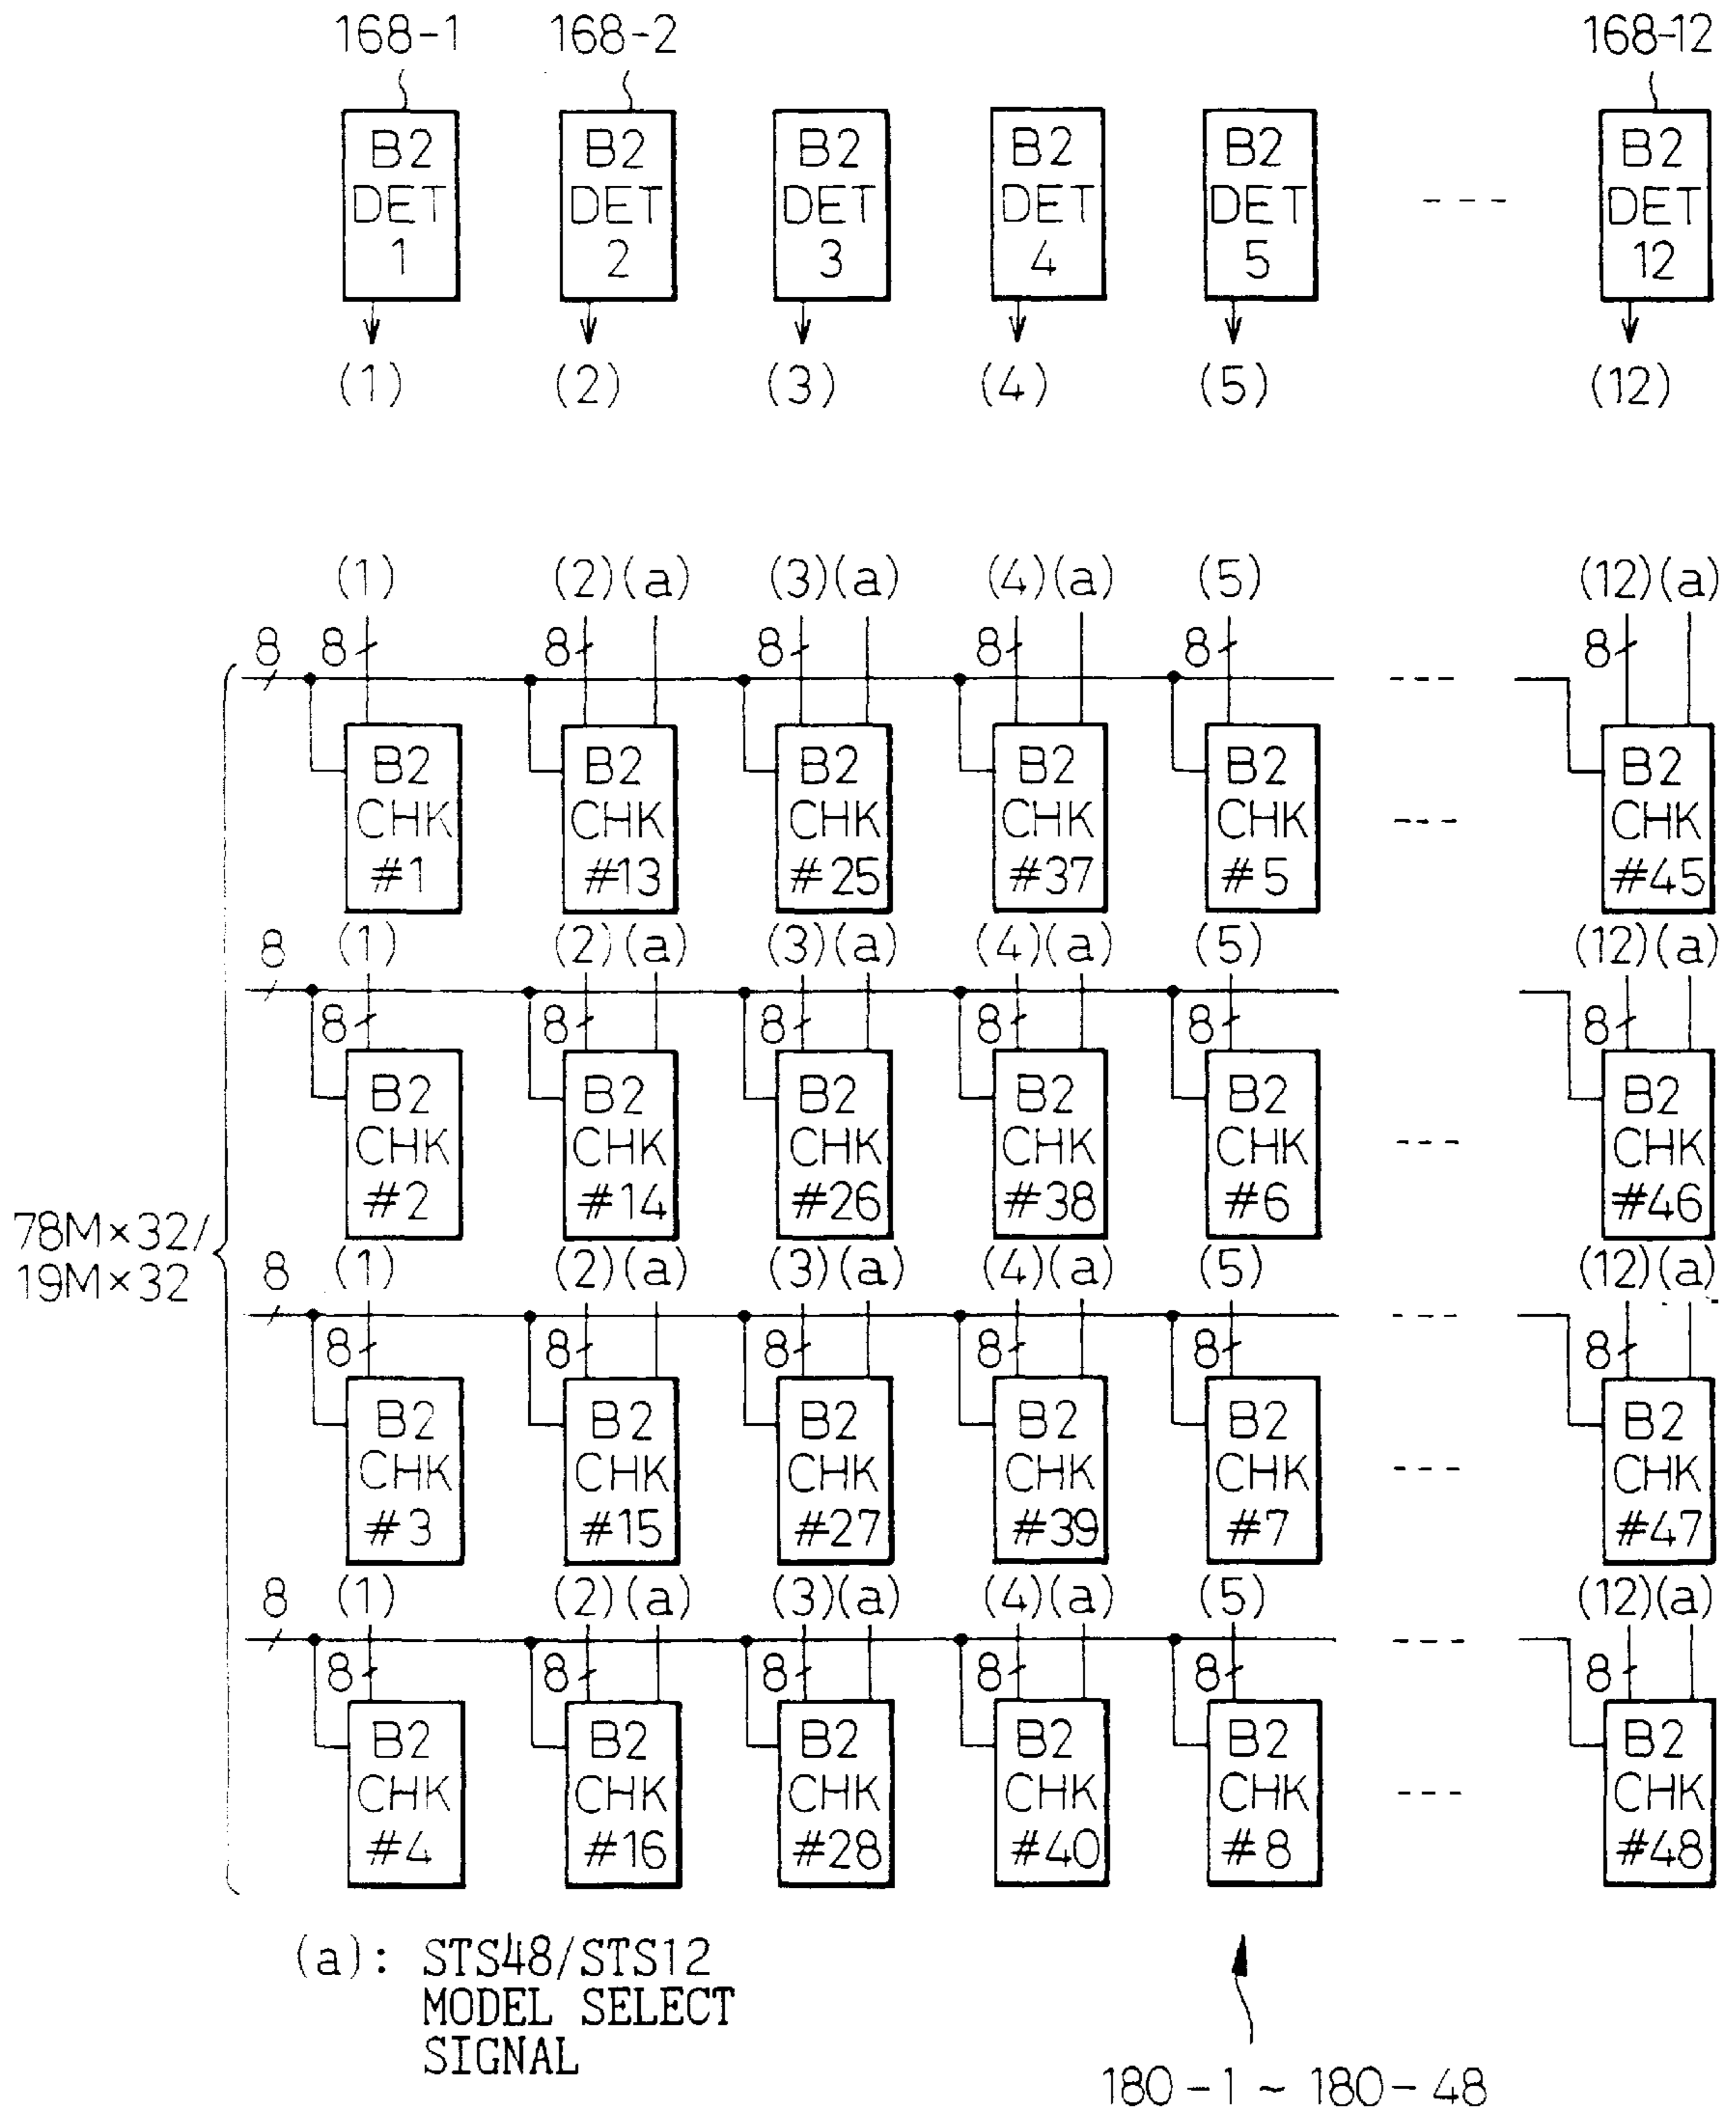 168-1 168-2 168-12
B2 B2 B2 B2 B2 B2
DET DET DET DET DET --- DET
1 2 3 4 5 12
(1) (2) (3) (4) (5) (12)
(1) (2)(a) (3)(a) (4)(a) (5) (12)(a)
8 8 8 8 8 8 8
B2 B2 B2 B2 B2 B2
CHK CHK CHK CHK CHK --- CHK
#1 #13 #25 #37 #5 #45
8 (1) (2)(a) (3)(a) (4)(a) (5) (12)(a)
8 8 8 8 8 8
B2 B2 B2 B2 B2 B2
CHK CHK CHK CHK CHK --- CHK
#2 #14 #26 #38 #6 #46
78M×32/
19M×32
8 (1) (2)(a) (3)(a) (4)(a) (5) (12)(a)
8 8 8 8 8 8
B2 B2 B2 B2 B2 B2
CHK CHK CHK CHK CHK --- CHK
#3 #15 #27 #39 #7 #47
8 (1) (2)(a) (3)(a) (4)(a) (5) (12)(a)
8 8 8 8 8 8
B2 B2 B2 B2 B2 B2
CHK CHK CHK CHK CHK --- CHK
#4 #16 #28 #40 #8 #48
(a): STS48/STS12
MODEL SELECT
SIGNAL
180-1 ~ 180-48